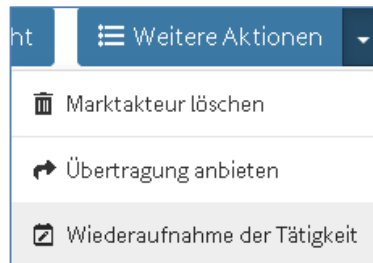 ht Weitere Aktionen
Marktakteur löschen
Übertragung anbieten
Wiederaufnahme der Tätigkeit